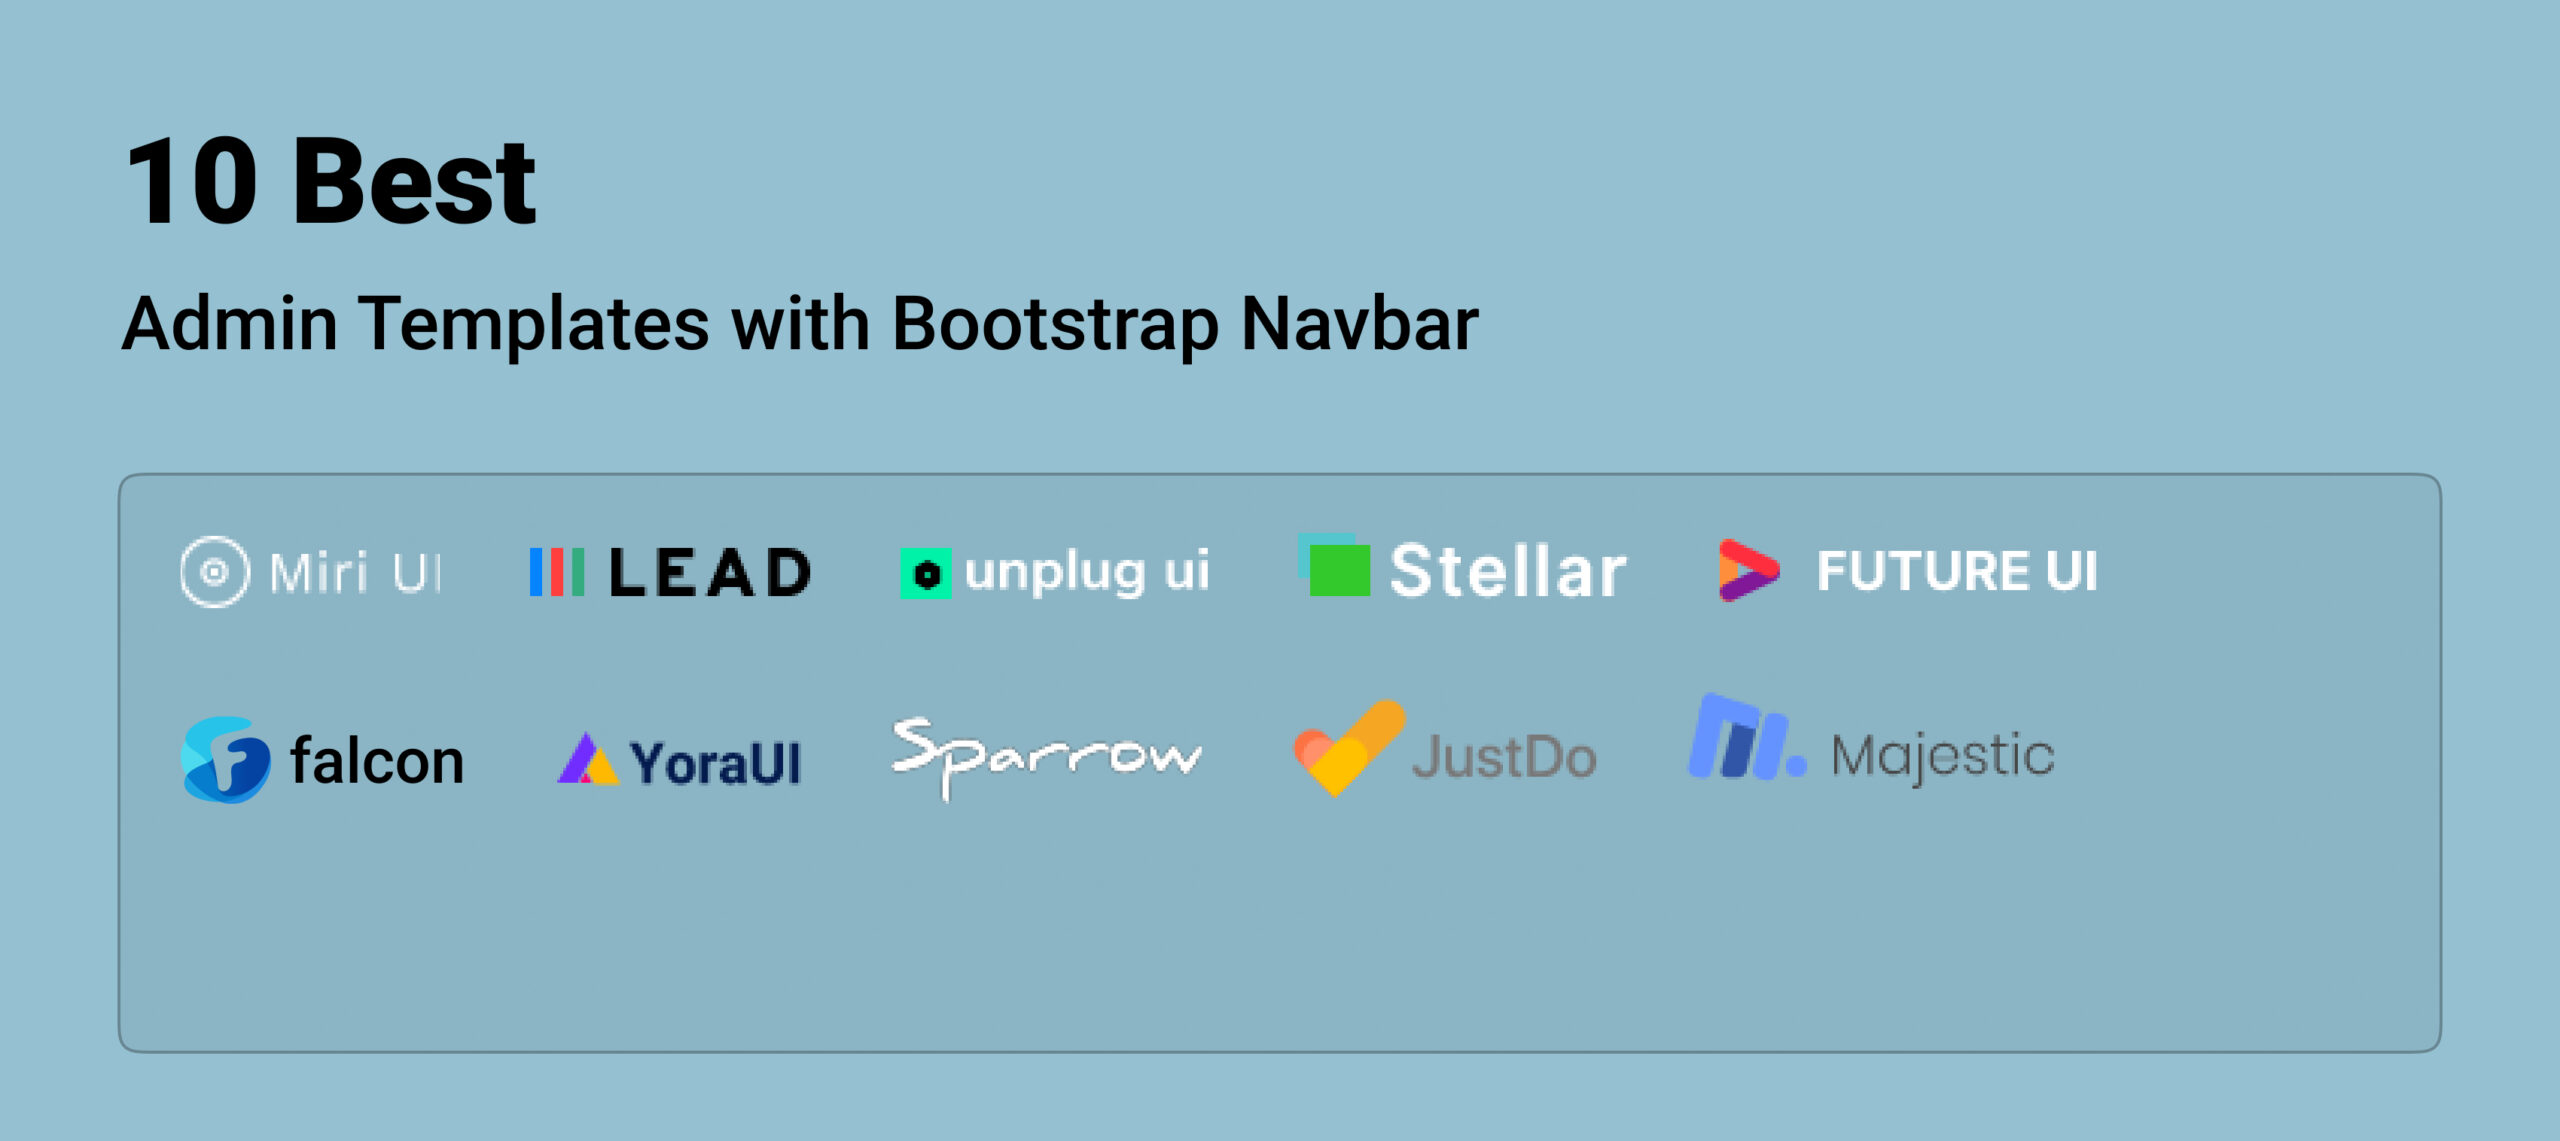 10 Best
Admin Templates with Bootstrap Navbar
Miri UI LEAD unplug ui Stellar FUTURE UI
falcon YoraUI Sparrow JustDo Majestic